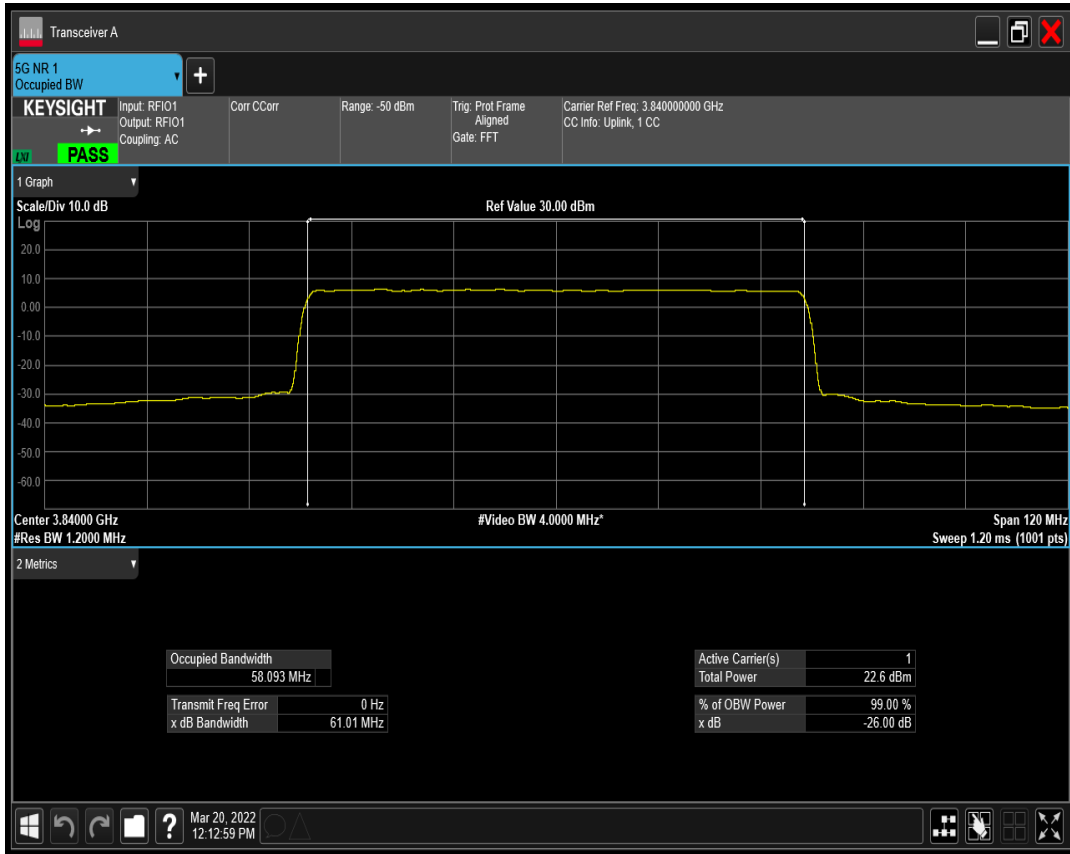 Transceiver A
5G NR 1
Occupied BW
KEYSIGHT
LXI
PASS
Input: RFIO1
Output: RFIO1
Coupling: AC
Corr CCorr
Range: -50 dBm
Trig: Prot Frame
Aligned
Gate: FFT
Carrier Ref Freq: 3.840000000 GHz
CC Info: Uplink, 1 CC
1 Graph
Scale/Div 10.0 dB
Ref Value 30.00 dBm
Log
20.0
10.0
0.00
-10.0
-20.0
-30.0
-40.0
-50.0
-60.0
Center 3.84000 GHz
#Video BW 4.0000 MHz*
Span 120 MHz
#Res BW 1.2000 MHz
Sweep 1.20 ms (1001 pts)
2 Metrics
Occupied Bandwidth
58.093 MHz
Transmit Freq Error 0 Hz
x dB Bandwidth 61.01 MHz
Active Carrier(s) 1
Total Power 22.6 dBm
% of OBW Power 99.00 %
x dB -26.00 dB
?
Mar 20, 2022
12:12:59 PM